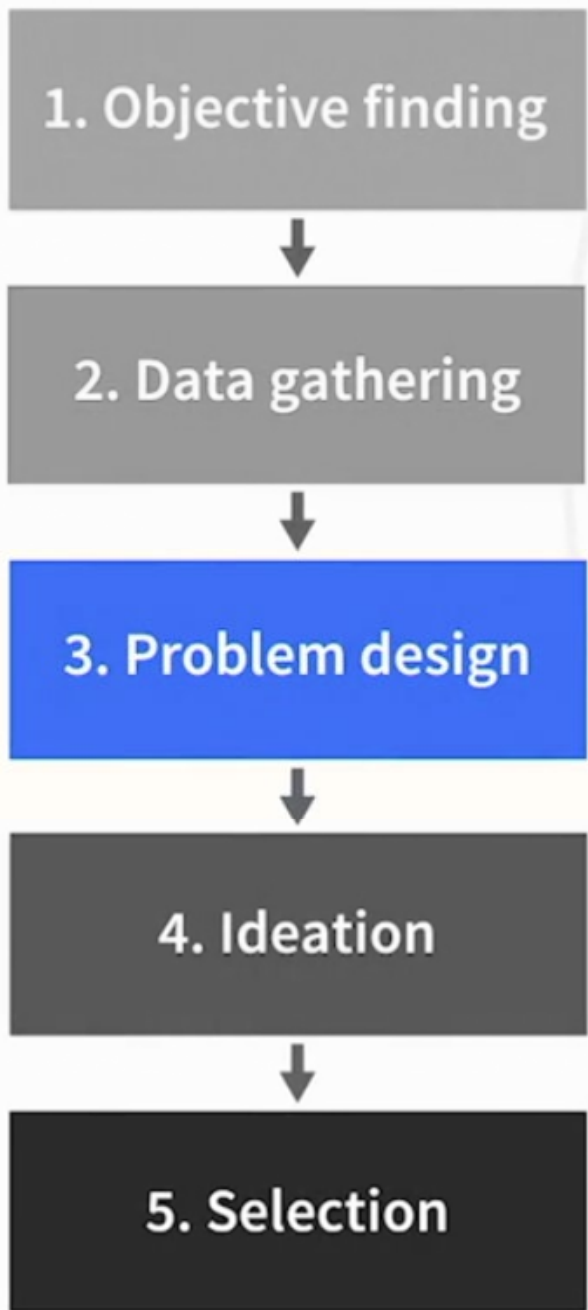 1. Objective finding
2. Data gathering
3. Problem design
4. Ideation
5. Selection